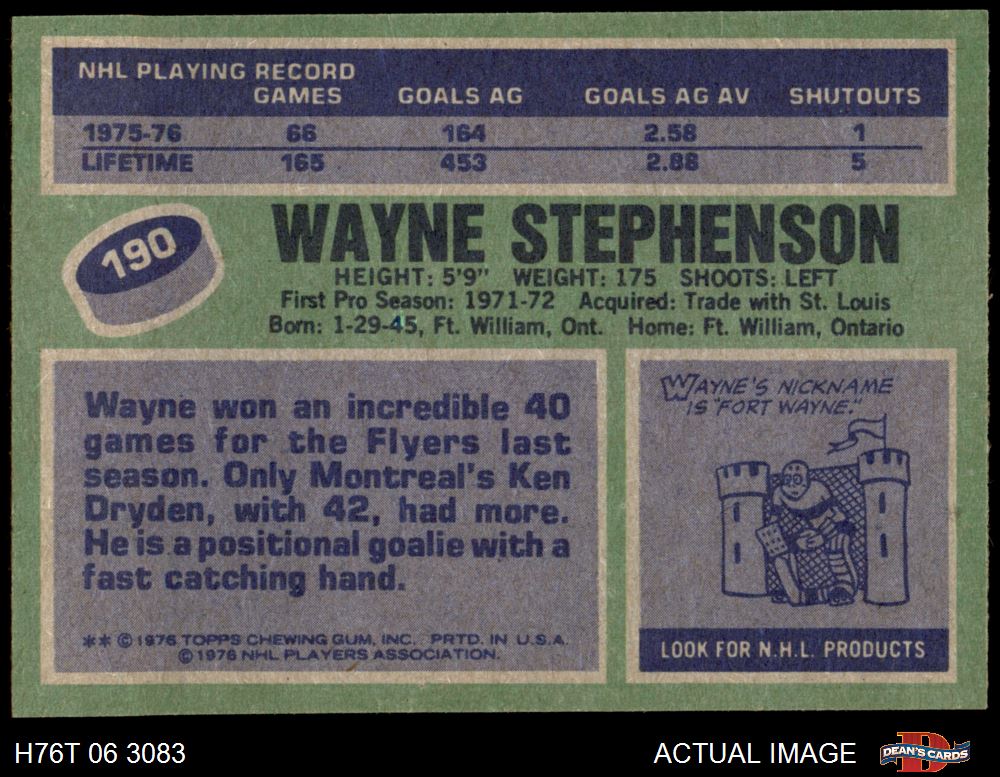 NHL PLAYING RECORD
GAMES GOALS AG GOALS AG AV SHUTOUTS
1975-76 66 164 2.58 1
LIFETIME 165 453 2.88 5
190
WAYNE STEPHENSON
HEIGHT: 5'9" WEIGHT: 175 SHOOTS: LEFT
First Pro Season: 1971-72 Acquired: Trade with St. Louis
Born: 1-29-45, Ft. William, Ont. Home: Ft. William, Ontario
Wayne won an incredible 40
games for the Flyers last
season. Only Montreal's Ken
Dryden, with 42, had more.
He is a positional goalie with a
fast catching hand.
** © 1976 TOPPS CHEWING GUM, INC. PRTD. IN U.S.A.
© 1976 NHL PLAYERS ASSOCIATION.
WAYNE'S NICKNAME
IS "FORT WAYNE."
LOOK FOR N.H.L. PRODUCTS
H76T 06 3083
ACTUAL IMAGE
D
DEAN'S CARDS